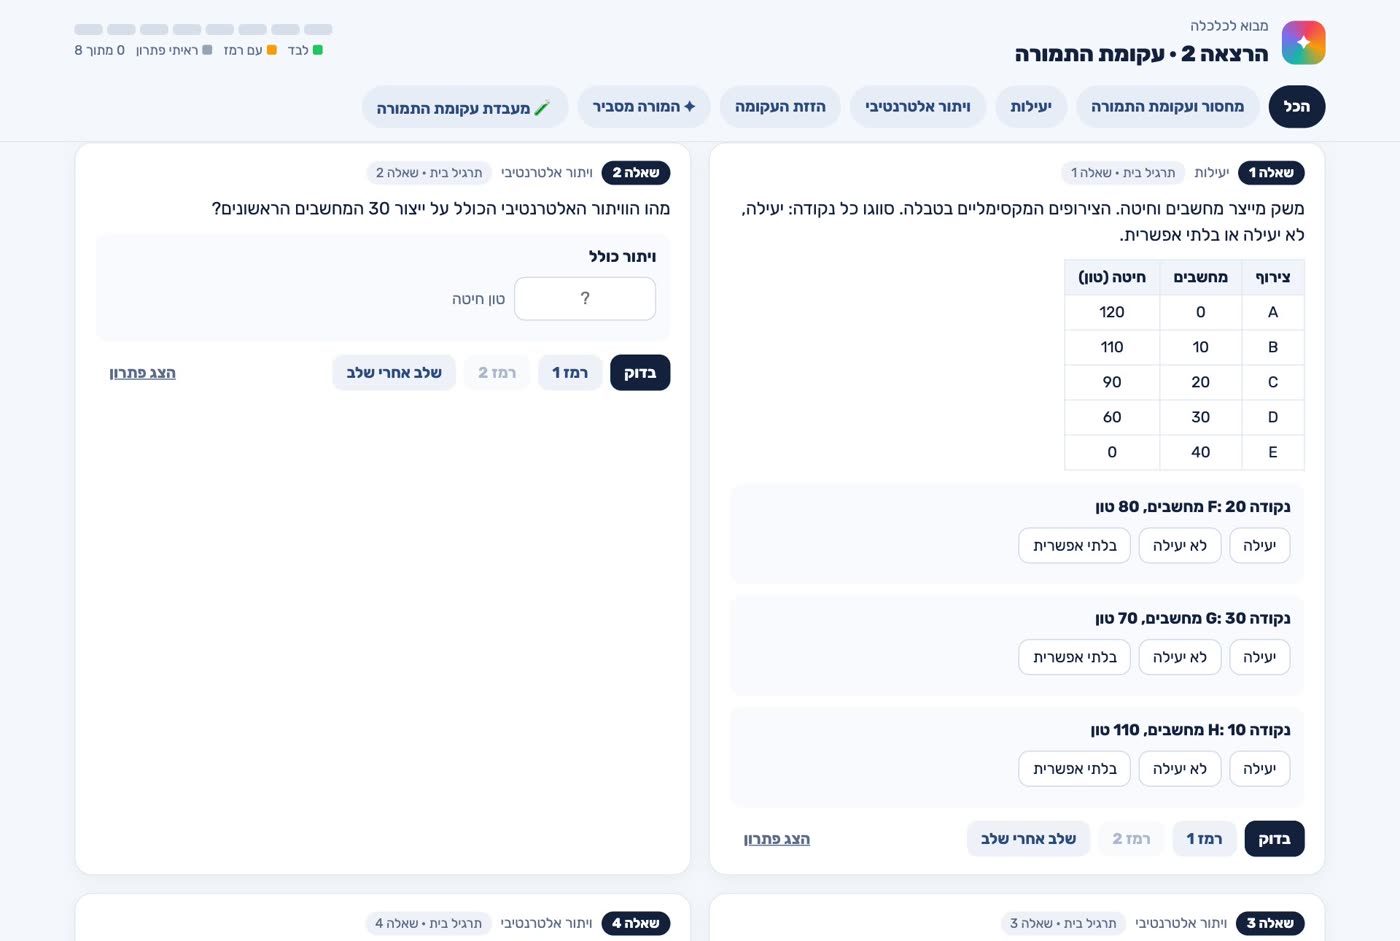 מבוא לכלכלה
הרצאה 2 • עקומת התמורה
לבד
עם רמז
ראיתי פתרון
0 מתוך 8
הכל
מחסור ועקומת התמורה
יעילות
ויתור אלטרנטיבי
הזזת העקומה
✦ המורה מסביר
מעבדת עקומת התמורה
שאלה 1
יעילות
תרגיל בית • שאלה 1
משק מייצר מחשבים וחיטה. הצירופים המקסימליים בטבלה. סווגו כל נקודה: יעילה,
לא יעילה או בלתי אפשרית.
צירוף מחשבים חיטה (טון)
A 0 120
B 10 110
C 20 90
D 30 60
E 40 0
נקודה F: 20 מחשבים, 80 טון
יעילה
לא יעילה
בלתי אפשרית
נקודה G: 30 מחשבים, 70 טון
יעילה
לא יעילה
בלתי אפשרית
נקודה H: 10 מחשבים, 110 טון
יעילה
לא יעילה
בלתי אפשרית
בדוק
רמז 1
רמז 2
שלב אחרי שלב
הצג פתרון
שאלה 2
ויתור אלטרנטיבי
תרגיל בית • שאלה 2
מהו הוויתור האלטרנטיבי הכולל על ייצור 30 המחשבים הראשונים?
ויתור כולל
?
טון חיטה
בדוק
רמז 1
רמז 2
שלב אחרי שלב
הצג פתרון
שאלה 3
ויתור אלטרנטיבי
תרגיל בית • שאלה 3
שאלה 4
ויתור אלטרנטיבי
תרגיל בית • שאלה 4